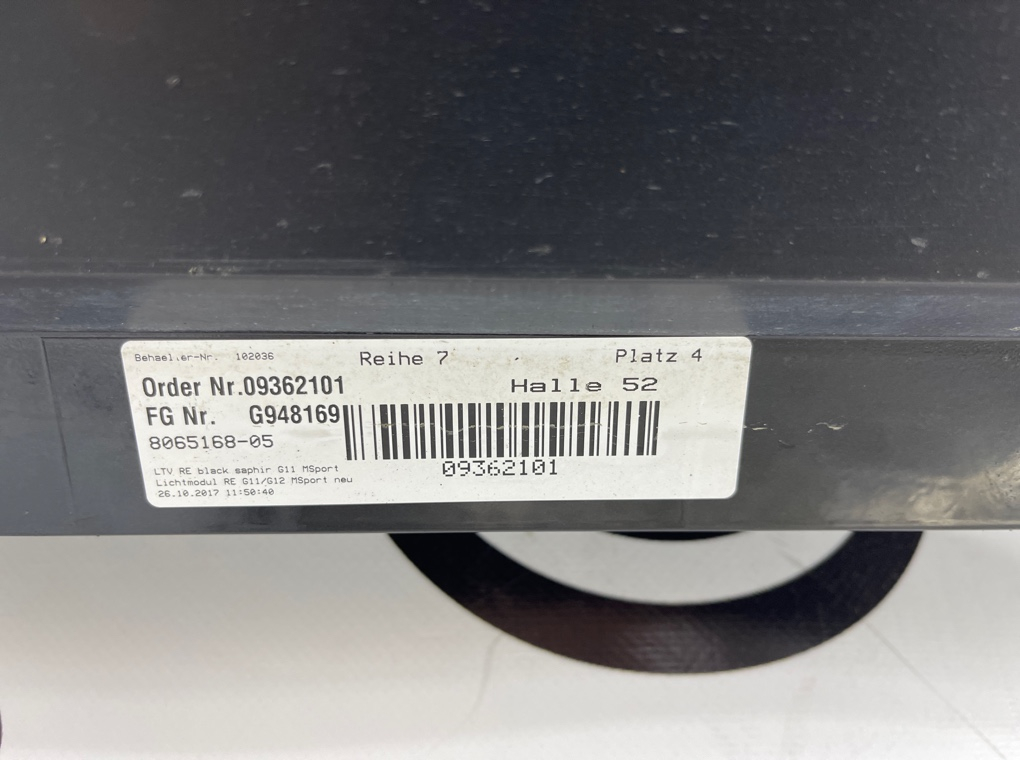 Behaelter-Nr. 102036 Reihe 7 Platz 4
Order Nr.09362101 Halle 52
FG Nr. G948169
8065168-05
09362101
LTV RE black saphir G11 MSport
Lichtmodul RE G11/G12 MSport neu
26.10.2017 11:50:40